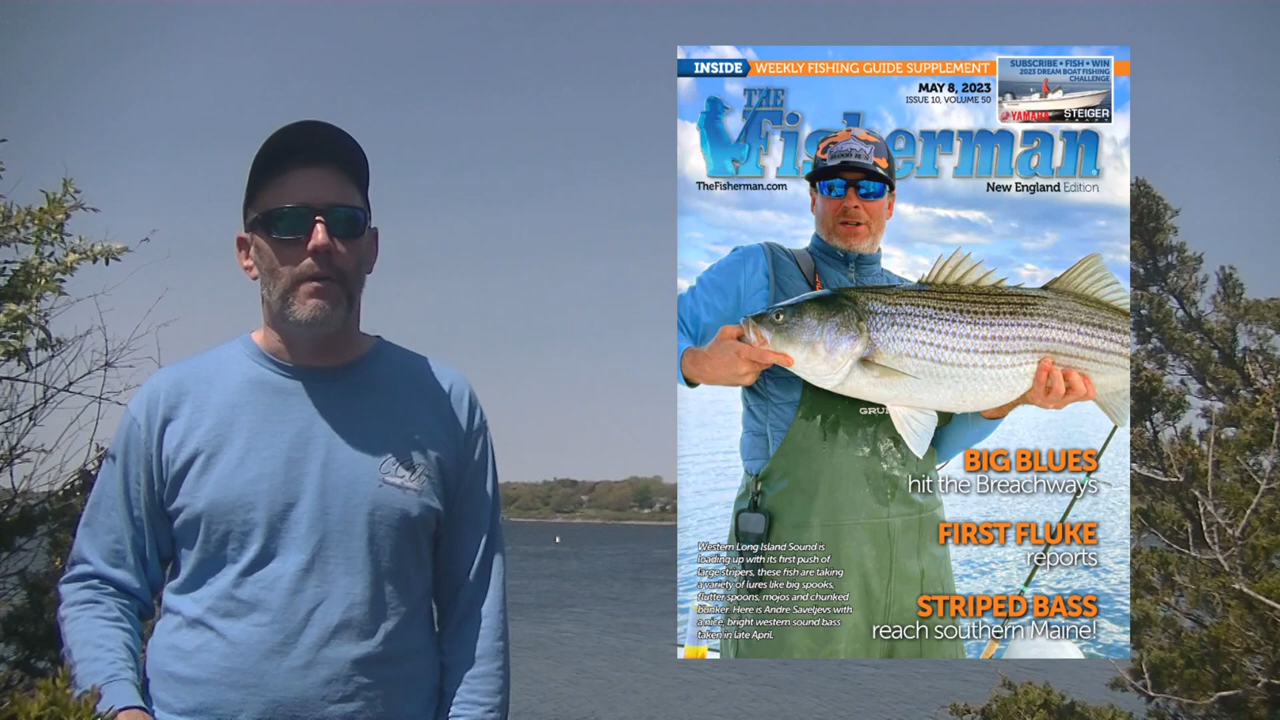 INSIDE WEEKLY FISHING GUIDE SUPPLEMENT
SUBSCRIBE • FISH • WIN
2023 DREAM BOAT FISHING
CHALLENGE
YAMAHA
STEIGER
CRAFT
MAY 8, 2023
ISSUE 10, VOLUME 50
THE
Fisherman
BLOOD RUN
TheFisherman.com
New England Edition
GRU
BIG BLUES
hit the Breachways
FIRST FLUKE
reports
STRIPED BASS
reach southern Maine!
Western Long Island Sound is
loading up with its first push of
large stripers, these fish are taking
a variety of lures like big spooks,
flutter spoons, mojos and chunked
bunker. Here is Andre Saveljevs with
a nice, bright western sound bass
taken in late April.